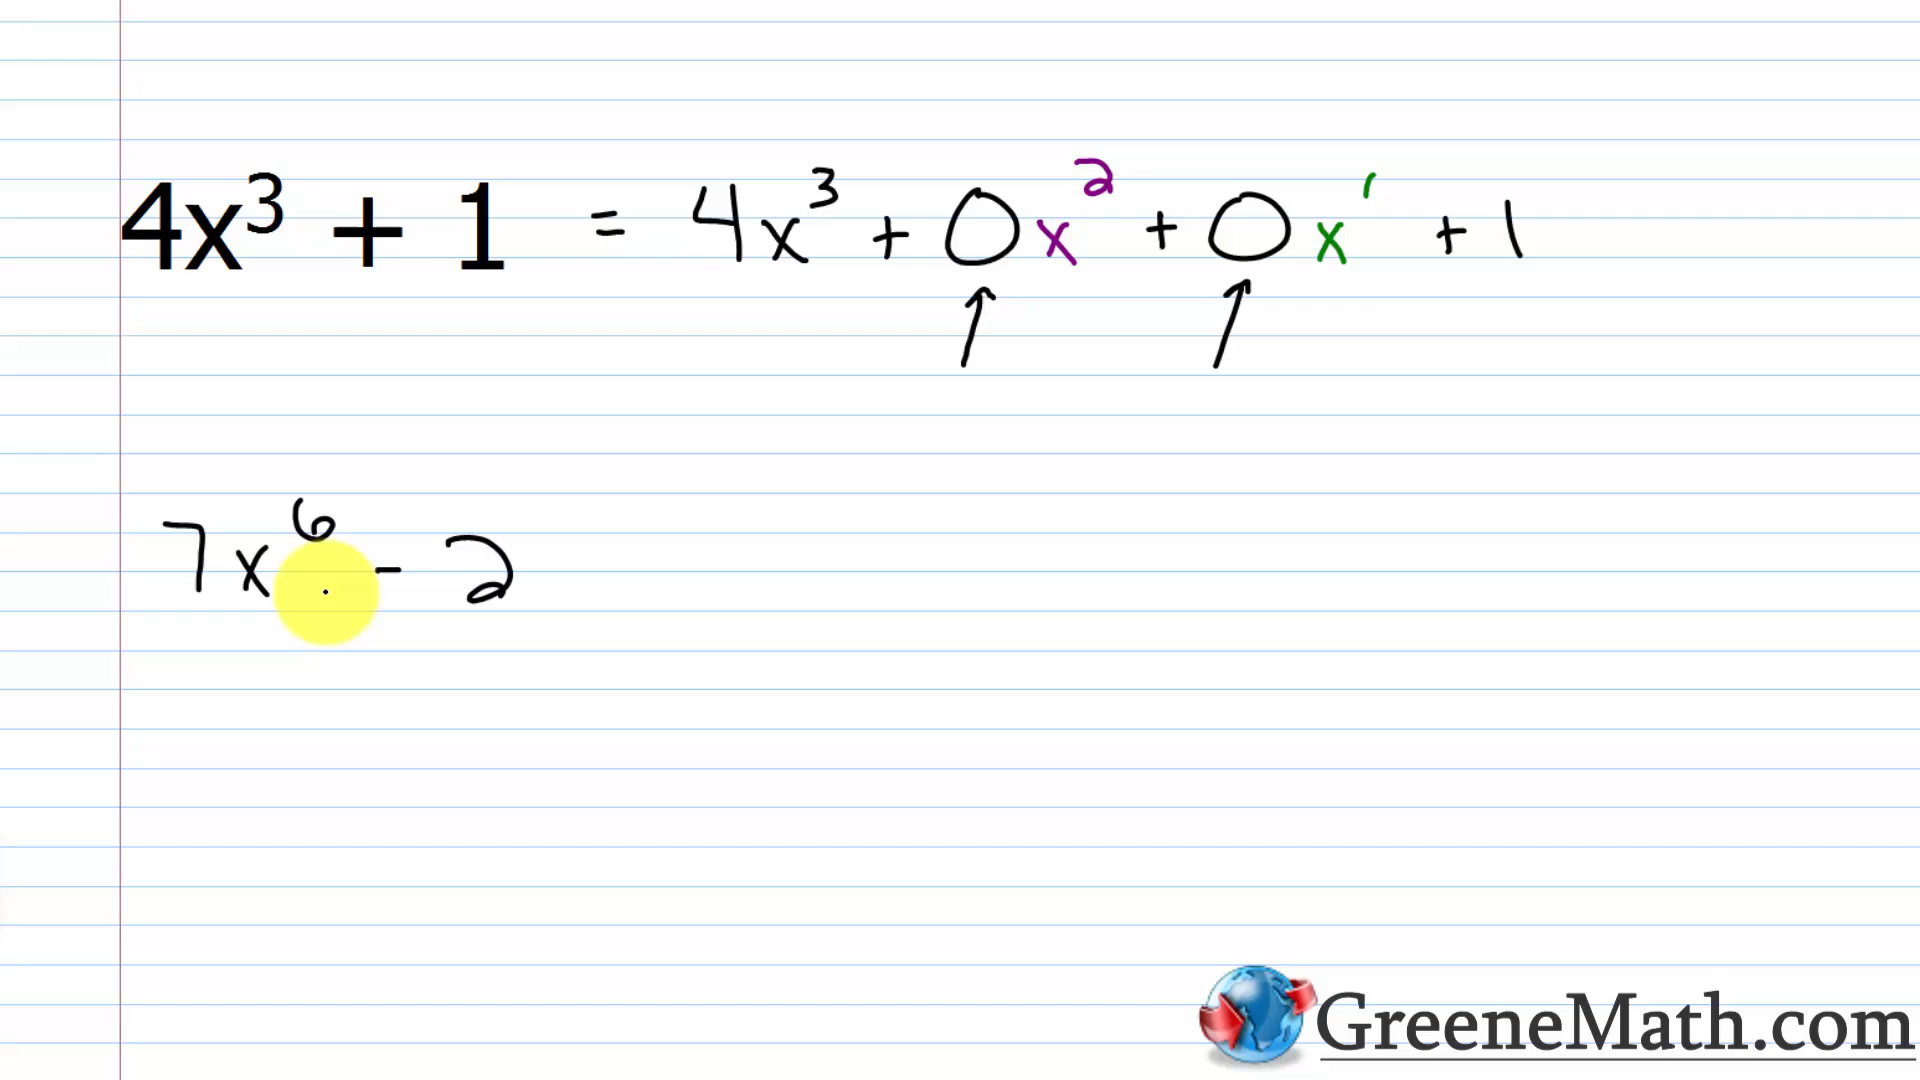 4x³ + 1 = 4x³ + 0x² + 0x¹ + 1
7x⁶ - 2
GreeneMath.com